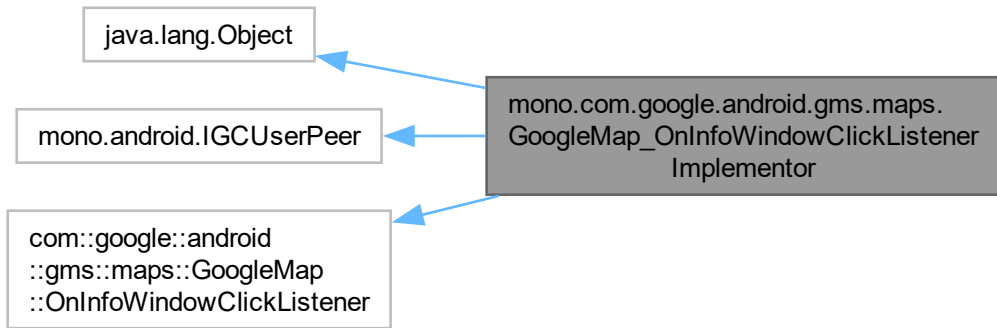 java.lang.Object
mono.android.IGCUserPeer
com::google::android
::gms::maps::GoogleMap
::OnInfoWindowClickListener
mono.com.google.android.gms.maps.
GoogleMap_OnInfoWindowClickListener
Implementor